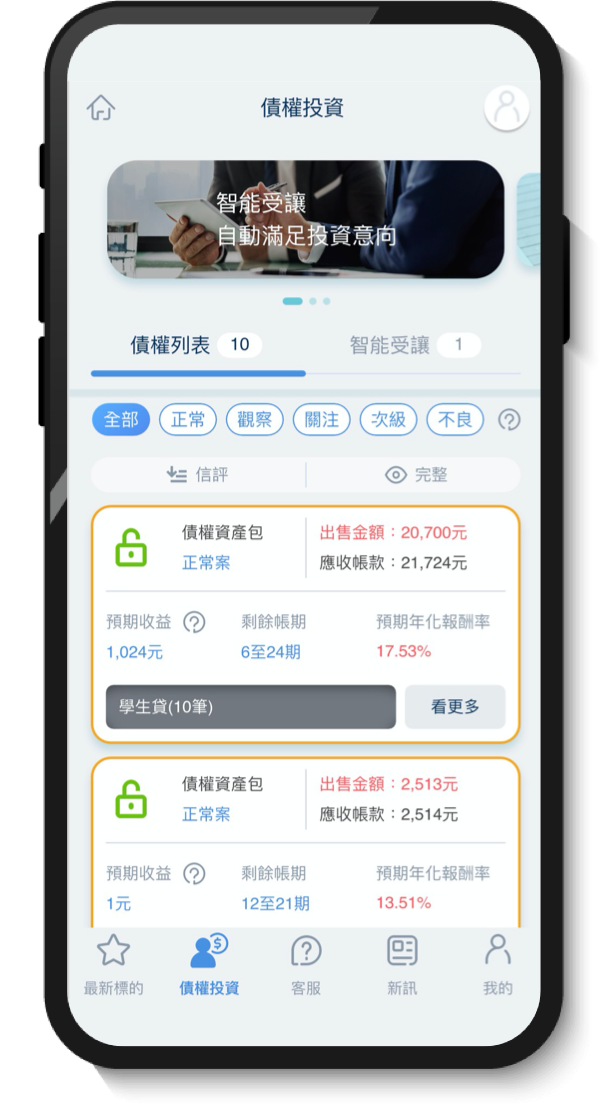 債權投資
智能受讓
自動滿足投資意向
債權列表 10
智能受讓 1
全部 正常 觀察 關注 次級 不良
信評 完整
債權資產包 出售金額：20,700元
正常案 應收帳款：21,724元
預期收益 剩餘帳期 預期年化報酬率
1,024元 6至24期 17.53%
學生貸(10筆) 看更多
債權資產包 出售金額：2,513元
正常案 應收帳款：2,514元
預期收益 剩餘帳期 預期年化報酬率
1元 12至21期 13.51%
最新標的 債權投資 客服 新訊 我的